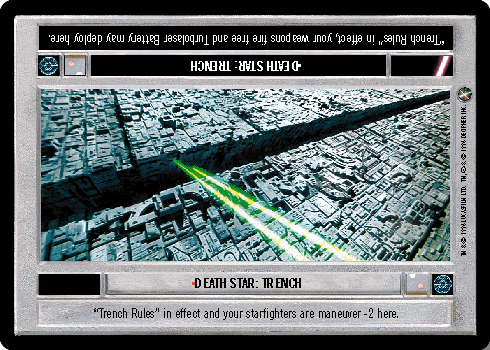 “Trench Rules” in effect, your weapons fire free and Turbolaser Battery may deploy here.
•DEATH STAR: TRENCH
•DEATH STAR: TRENCH
“Trench Rules” in effect and your starfighters are maneuver -2 here.